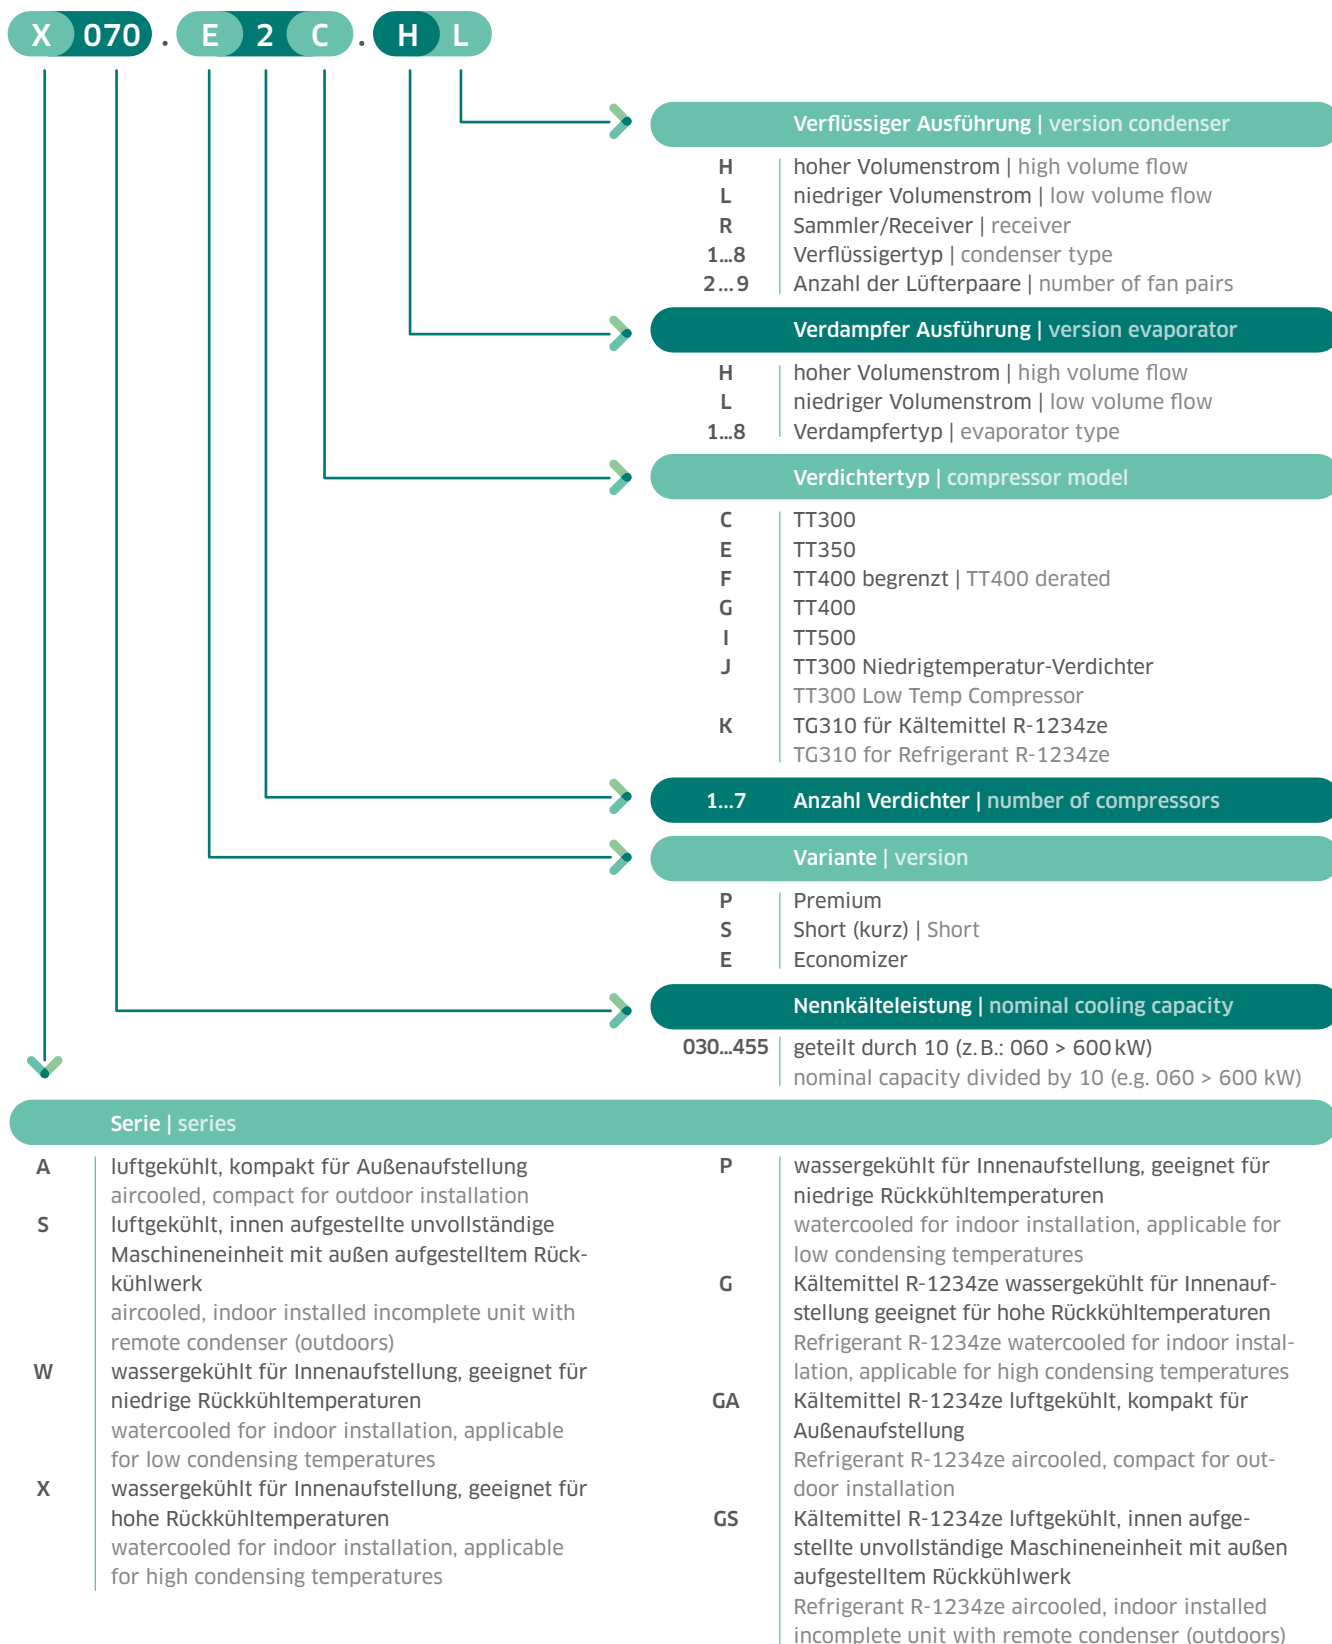 X 070 . E 2 C . H L
Verflüssiger Ausführung | version condenser
H hoher Volumenstrom | high volume flow
L niedriger Volumenstrom | low volume flow
R Sammler/Receiver | receiver
1...8 Verflüssigertyp | condenser type
2...9 Anzahl der Lüfterpaare | number of fan pairs
Verdampfer Ausführung | version evaporator
H hoher Volumenstrom | high volume flow
L niedriger Volumenstrom | low volume flow
1...8 Verdampfertyp | evaporator type
Verdichtertyp | compressor model
C TT300
E TT350
F TT400 begrenzt | TT400 derated
G TT400
I TT500
J TT300 Niedrigtemperatur-Verdichter
TT300 Low Temp Compressor
K TG310 für Kältemittel R-1234ze
TG310 for Refrigerant R-1234ze
1...7 Anzahl Verdichter | number of compressors
Variante | version
P Premium
S Short (kurz) | Short
E Economizer
Nennkälteleistung | nominal cooling capacity
030...455 geteilt durch 10 (z.B.: 060 > 600 kW)
nominal capacity divided by 10 (e.g. 060 > 600 kW)
Serie | series
A luftgekühlt, kompakt für Außenaufstellung
aircooled, compact for outdoor installation
S luftgekühlt, innen aufgestellte unvollständige
Maschineneinheit mit außen aufgestelltem Rück-
kühlwerk
aircooled, indoor installed incomplete unit with
remote condenser (outdoors)
W wassergekühlt für Innenaufstellung, geeignet für
niedrige Rückkühltemperaturen
watercooled for indoor installation, applicable
for low condensing temperatures
X wassergekühlt für Innenaufstellung, geeignet für
hohe Rückkühltemperaturen
watercooled for indoor installation, applicable
for high condensing temperatures
P wassergekühlt für Innenaufstellung, geeignet für
niedrige Rückkühltemperaturen
watercooled for indoor installation, applicable for
low condensing temperatures
G Kältemittel R-1234ze wassergekühlt für Innenauf-
stellung geeignet für hohe Rückkühltemperaturen
Refrigerant R-1234ze watercooled for indoor instal-
lation, applicable for high condensing temperatures
GA Kältemittel R-1234ze luftgekühlt, kompakt für
Außenaufstellung
Refrigerant R-1234ze aircooled, compact for out-
door installation
GS Kältemittel R-1234ze luftgekühlt, innen aufge-
stellte unvollständige Maschineneinheit mit außen
aufgestelltem Rückkühlwerk
Refrigerant R-1234ze aircooled, indoor installed
incomplete unit with remote condenser (outdoors)